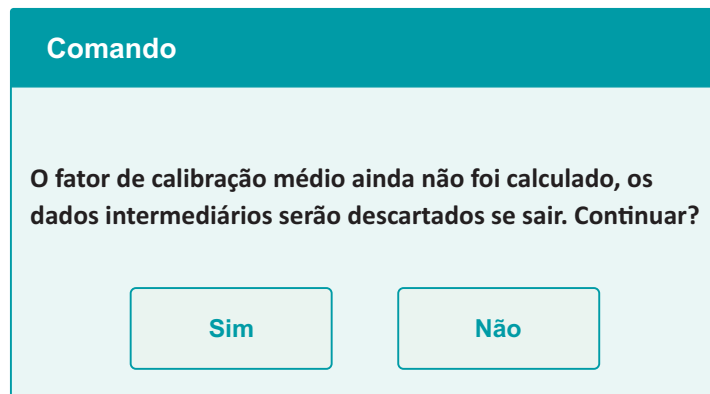 Comando
O fator de calibração médio ainda não foi calculado, os
dados intermediários serão descartados se sair. Continuar?
Sim
Não